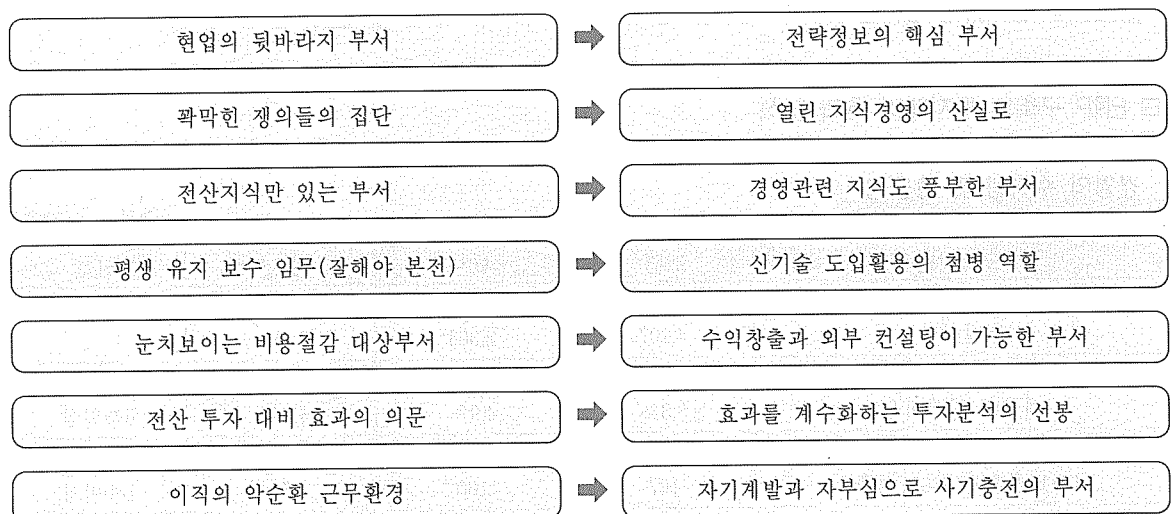 현업의 뒷바라지 부서
전략정보의 핵심 부서
꽉막힌 쟁의들의 집단
열린 지식경영의 산실로
전산지식만 있는 부서
경영관련 지식도 풍부한 부서
평생 유지 보수 임무(잘해야 본전)
신기술 도입활용의 첨병 역할
눈치보이는 비용절감 대상부서
수익창출과 외부 컨설팅이 가능한 부서
전산 투자 대비 효과의 의문
효과를 계수화하는 투자분석의 선봉
이직의 악순환 근무환경
자기계발과 자부심으로 사기충전의 부서